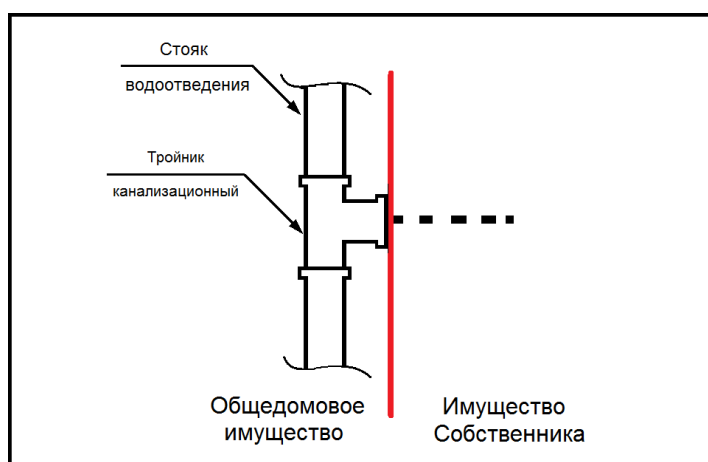 Стояк
водоотведения
Тройник
канализационный
Общедомовое
имущество
Имущество
Собственника